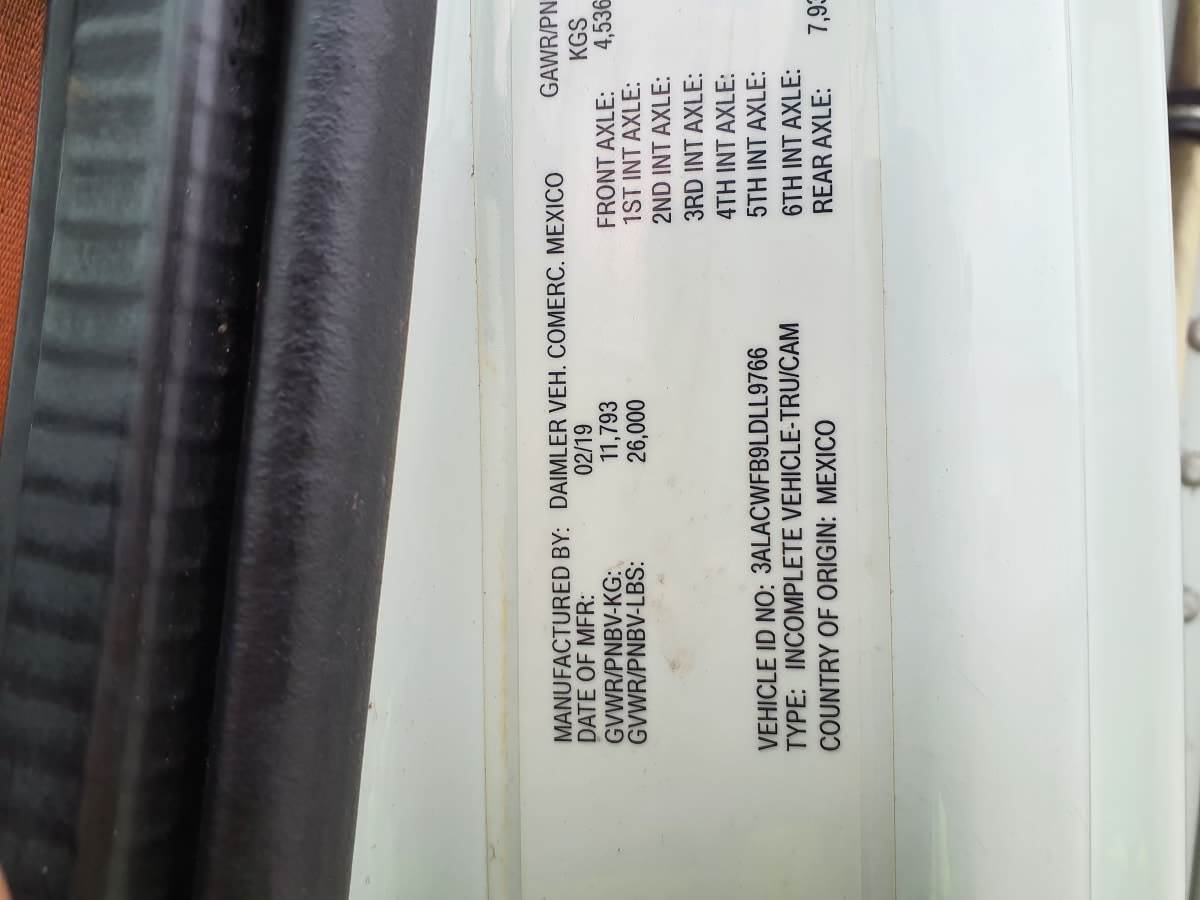 MANUFACTURED BY: DAIMLER VEH. COMERC. MEXICO GAWR/PN
DATE OF MFR: 02/19 KGS
GVWR/PNBV-KG: 11,793 FRONT AXLE: 4,536
GVWR/PNBV-LBS: 26,000 1ST INT AXLE:
2ND INT AXLE:
3RD INT AXLE:
4TH INT AXLE:
5TH INT AXLE:
VEHICLE ID NO: 3ALACWFB9LDLL9766
TYPE: INCOMPLETE VEHICLE-TRU/CAM 6TH INT AXLE:
COUNTRY OF ORIGIN: MEXICO REAR AXLE: 7,93